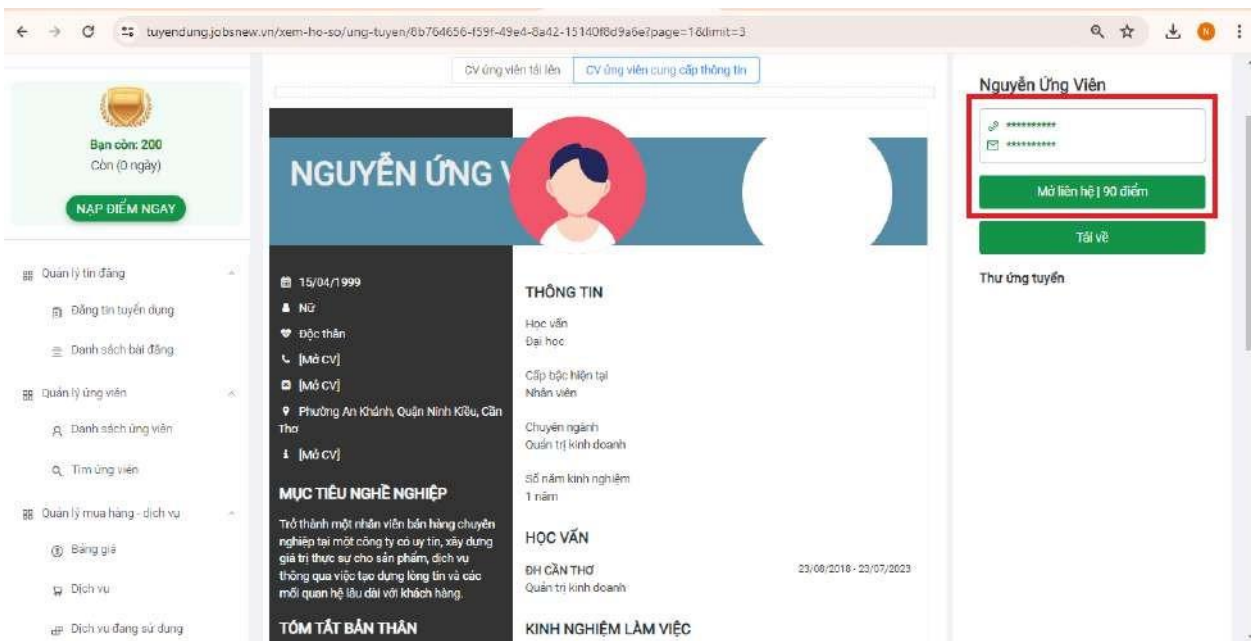 tuyendung.jobsnew.vn/xem-ho-so/ung-tuyen/6b764656-f59f-49e4-8a42-15140f8d9a6e?page=1&limit=3
N
Bạn còn: 200
Còn (0 ngày)
NẠP ĐIỂM NGAY
Quản lý tin đăng
Đăng tin tuyển dụng
Danh sách bài đăng
Quản lý ứng viên
Danh sách ứng viên
Tìm ứng viên
Quản lý mua hàng - dịch vụ
Bảng giá
Dịch vụ
Dịch vụ đang sử dụng
CV ứng viên tải lên
CV ứng viên cung cấp thông tin
NGUYỄN ỨNG V
15/04/1999
Nữ
Độc thân
[Mở CV]
[Mở CV]
Phường An Khánh, Quận Ninh Kiều, Cần
Thơ
[Mở CV]
MỤC TIÊU NGHỀ NGHIỆP
Trở thành một nhân viên bán hàng chuyên
nghiệp tại một công ty có uy tín, xây dựng
giá trị thực sự cho sản phẩm, dịch vụ
thông qua việc tạo dựng lòng tin và các
mối quan hệ lâu dài với khách hàng.
TÓM TẮT BẢN THÂN
THÔNG TIN
Học vấn
Đại học
Cấp bậc hiện tại
Nhân viên
Chuyên ngành
Quản trị kinh doanh
Số năm kinh nghiệm
1 năm
HỌC VẤN
ĐH CẦN THƠ 23/08/2018 - 23/07/2023
Quản trị kinh doanh
KINH NGHIỆM LÀM VIỆC
Nguyễn Ứng Viên
**********
**********
Mở liên hệ | 90 điểm
Tải về
Thư ứng tuyển